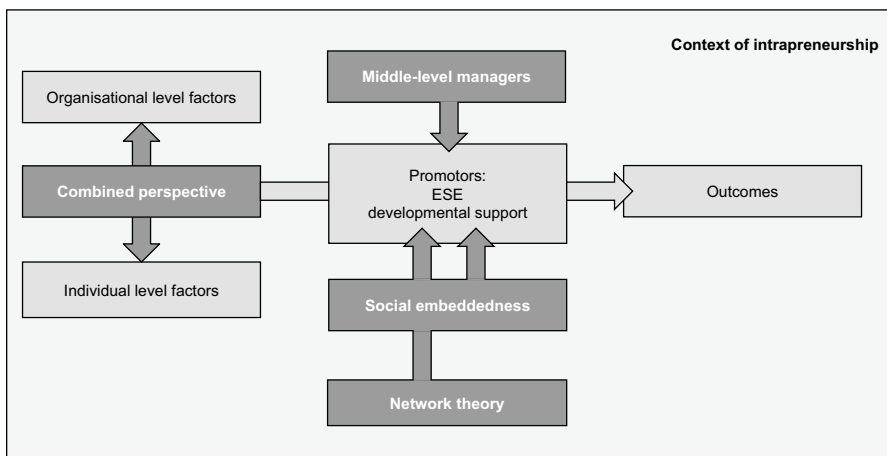 Context of intrapreneurship
Middle-level managers
Organisational level factors
Promotors:
ESE
developmental support
Combined perspective
Outcomes
Individual level factors
Social embeddedness
Network theory